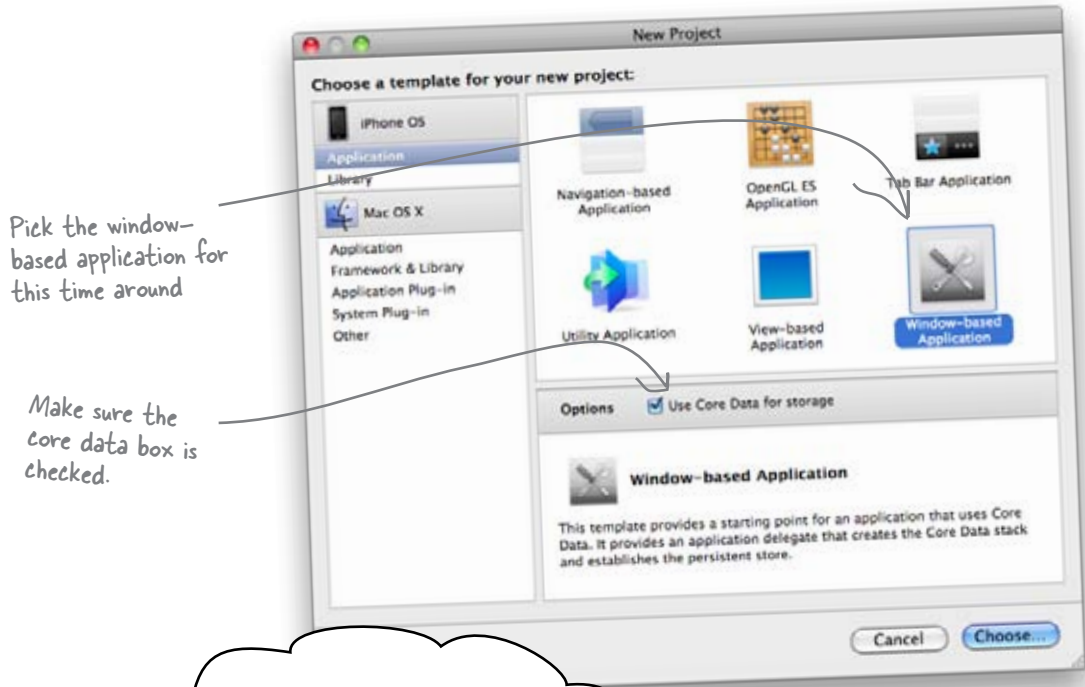 New Project
Choose a template for your new project:
iPhone OS
Application
Library
Mac OS X
Application
Framework & Library
Application Plug-in
System Plug-in
Other
Navigation-based
Application
OpenGL ES
Application
Tab Bar Application
Utility Application
View-based
Application
Window-based
Application
Options
Use Core Data for storage
Window-based Application
This template provides a starting point for an application that uses Core
Data. It provides an application delegate that creates the Core Data stack
and establishes the persistent store.
Cancel
Choose...
Pick the window-
based application for
this time around
Make sure the
core data box is
checked.